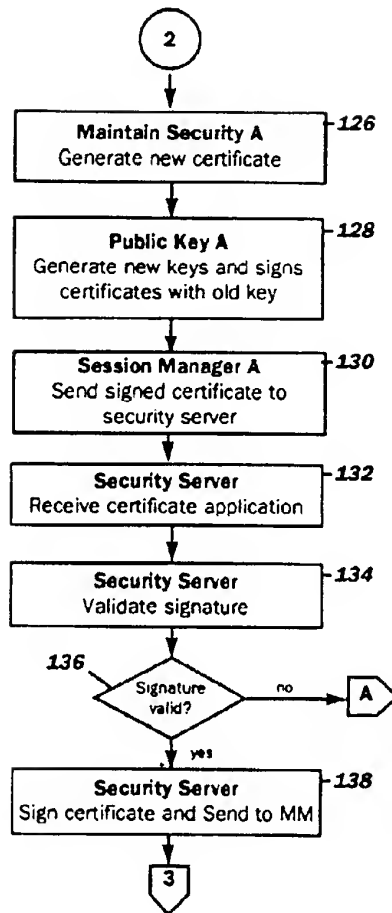 2
126
Maintain Security A
Generate new certificate
128
Public Key A
Generate new keys and signs
certificates with old key
130
Session Manager A
Send signed certificate to
security server
132
Security Server
Receive certificate application
134
Security Server
Validate signature
136
Signature
valid?
no
A
yes
138
Security Server
Sign certificate and Send to MM
3